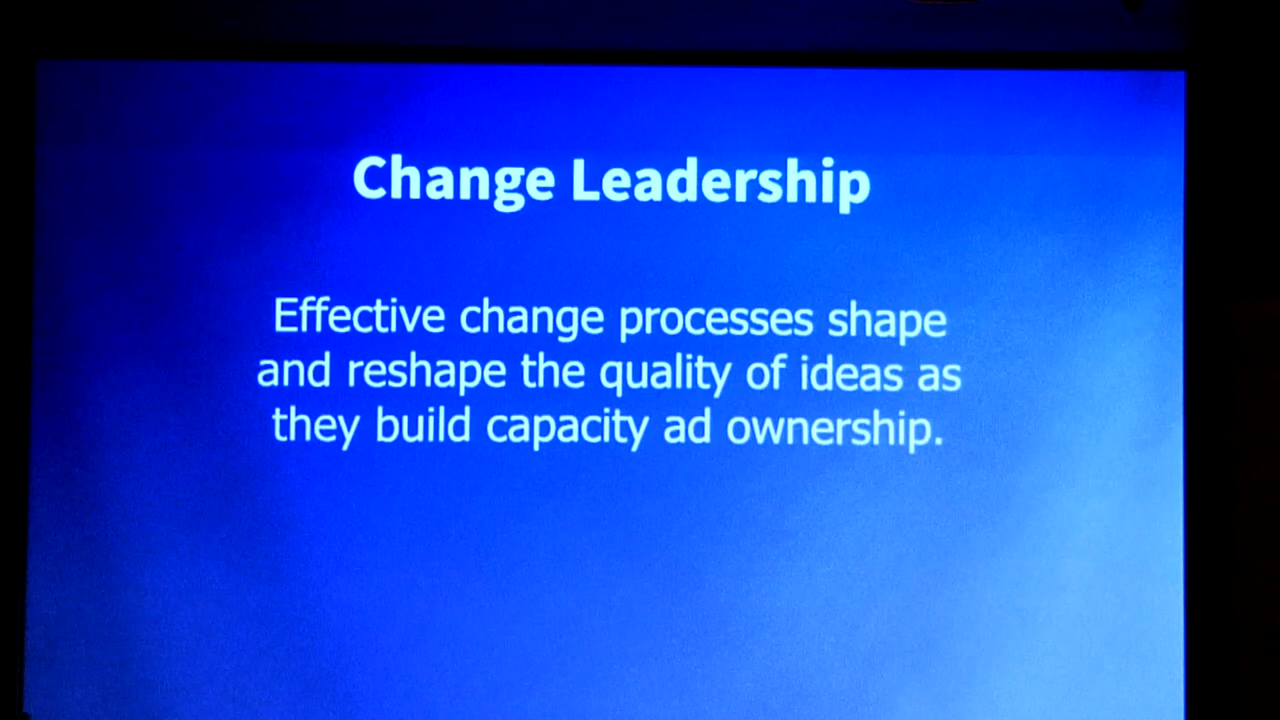 Change Leadership
Effective change processes shape
and reshape the quality of ideas as
they build capacity ad ownership.